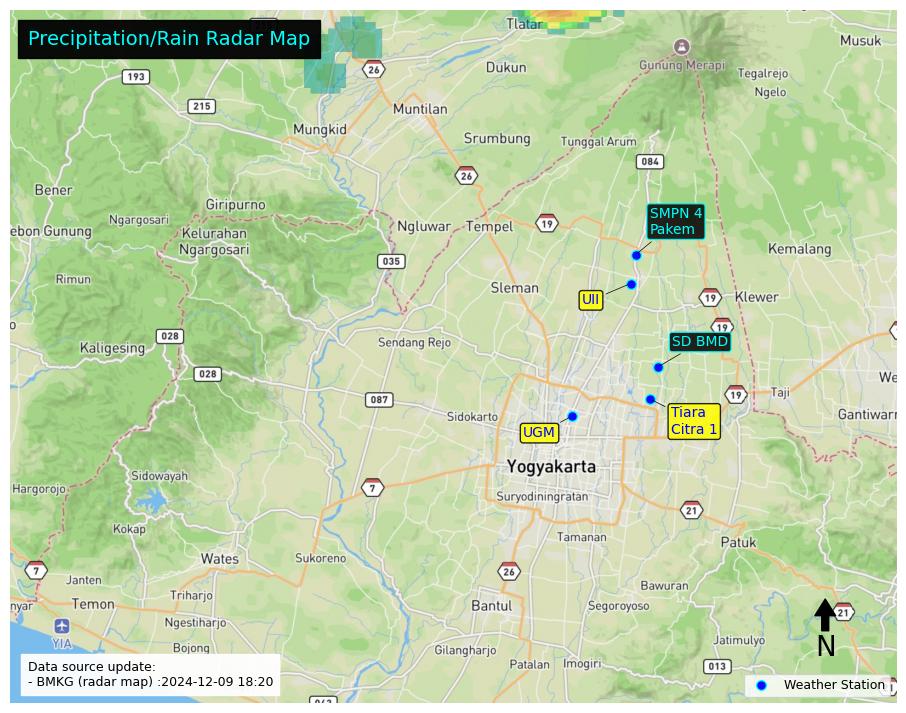 Tlatar
Precipitation/Rain Radar Map
Musuk
26
Gunung Merapi
Dukun
Tegalrejo
193
Ngelo
215
Muntilan
Mungkid
Srumbung
Tunggal Arum
084
26
Bener
Giripurno
SMPN 4
Pakem
Ngargosari
Ngluwar
Tempel
19
ebon Gunung
Kelurahan
Ngargosari
Kemalang
035
Rimun
Sleman
UII
19
Klewer
19
028
Kaligesing
Sendang Rejo
SD BMD
028
We
087
19
Taji
Sidokarto
Tiara
Citra 1
Gantiwarn
UGM
Yogyakarta
Sidowayah
Hargorojo
7
Suryodiningratan
21
Kokap
Tamanan
Patuk
Wates
Sukoreno
7
26
Janten
Bawuran
nyar
Temon
Triharjo
Bantul
Segoroyoso
21
Ngestiharjo
YIA
Jatimulyo
N
Bojong
Gilangharjo
Data source update:
- BMKG (radar map) :2024-12-09 18:20
Patalan
Imogiri
013
Weather Station